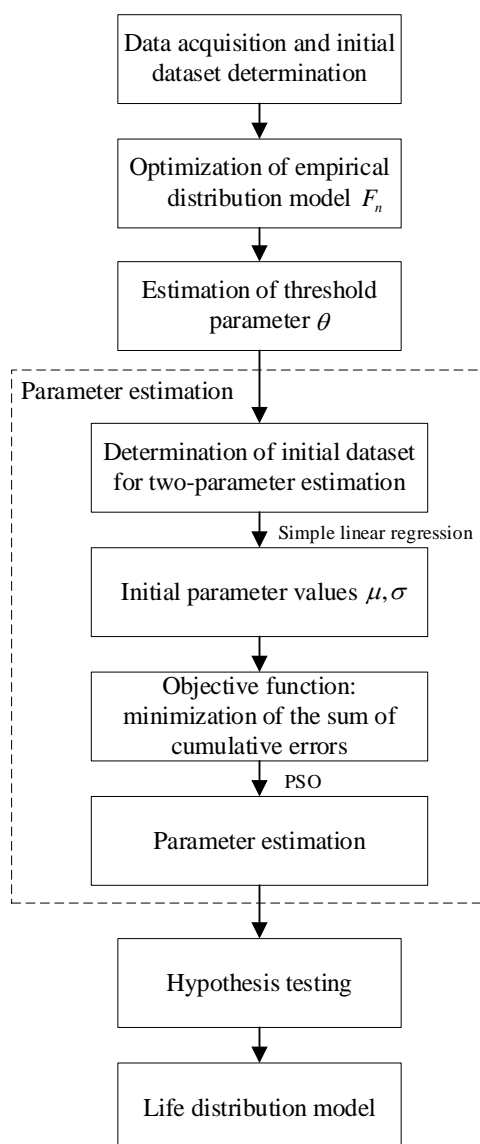 Data acquisition and initial
dataset determination
Optimization of empirical
distribution model Fₙ
Estimation of threshold
parameter θ
Parameter estimation
Determination of initial dataset
for two-parameter estimation
Simple linear regression
Initial parameter values μ, σ
Objective function:
minimization of the sum of
cumulative errors
PSO
Parameter estimation
Hypothesis testing
Life distribution model